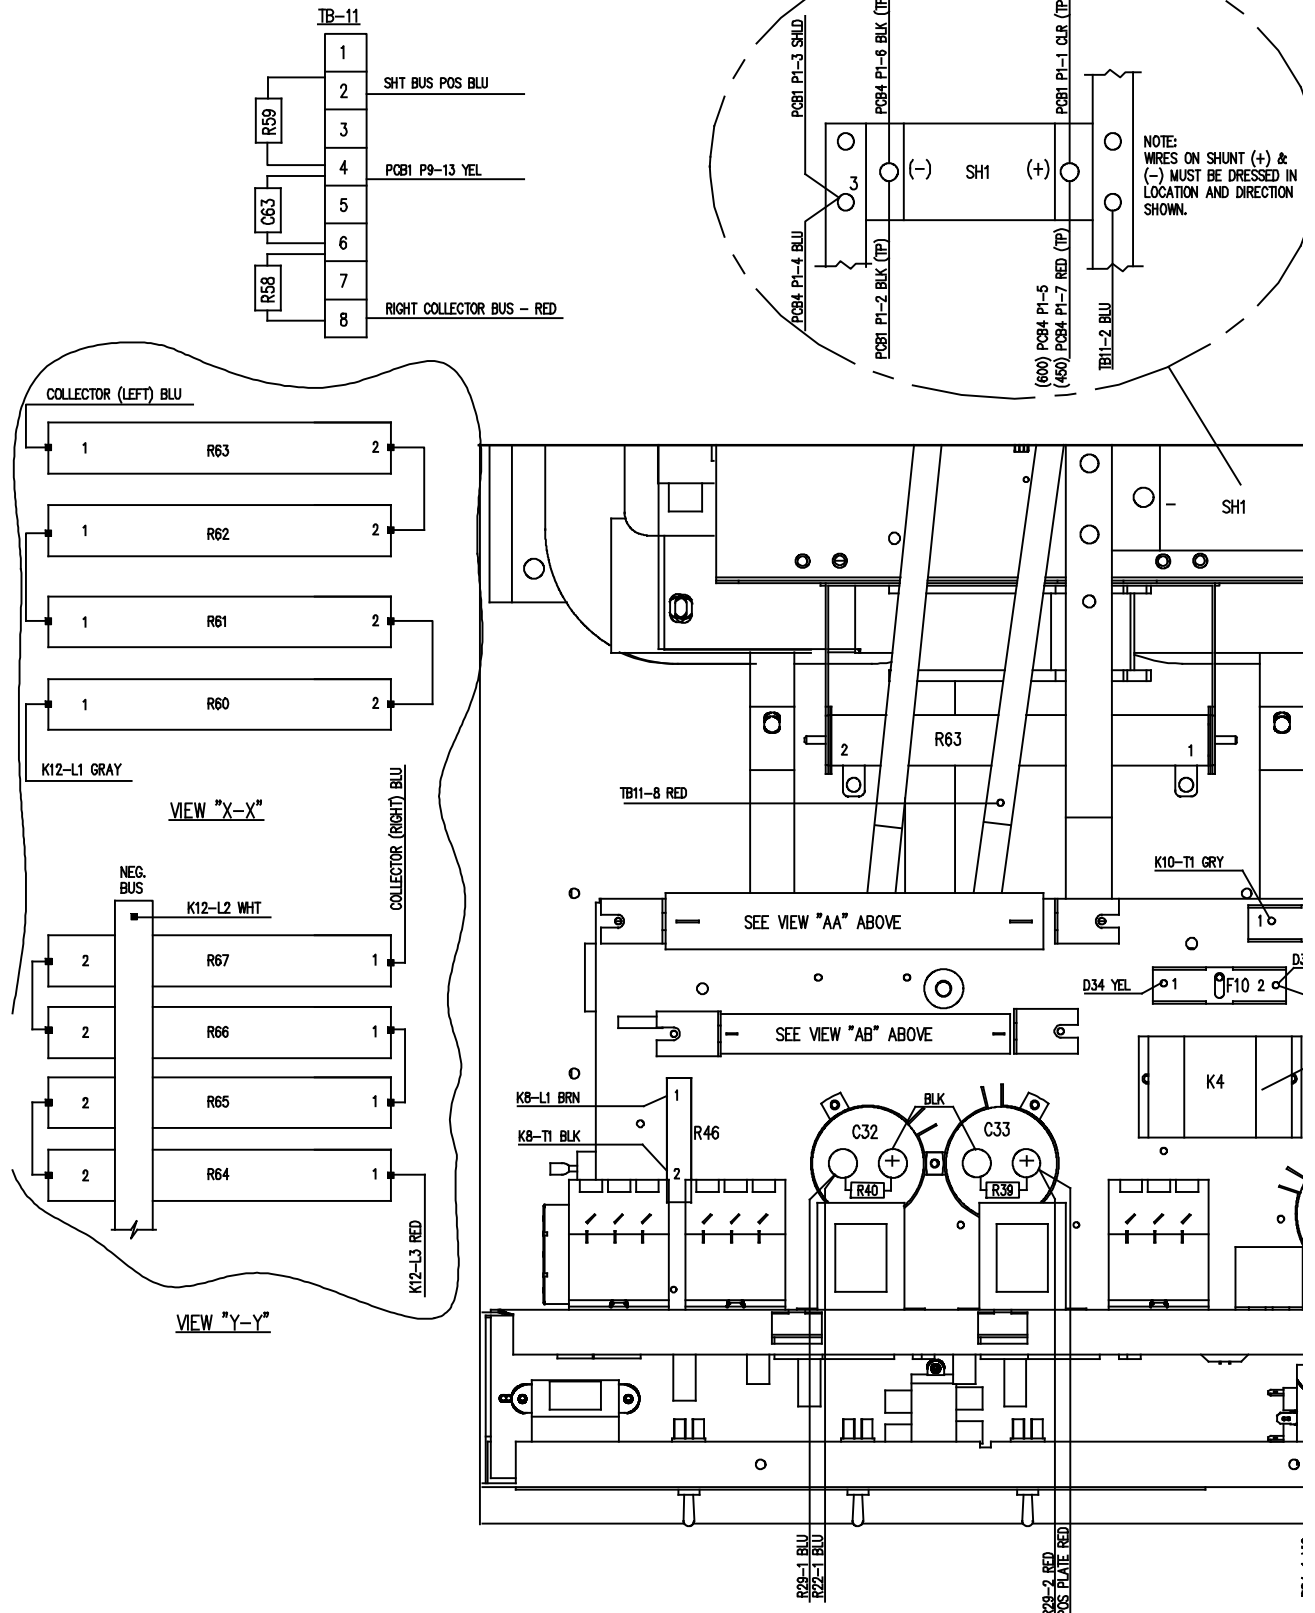 TB-11
1
2
3
4
5
6
7
8
R59
C63
R58
SHT BUS POS BLU
PCB1 P9-13 YEL
RIGHT COLLECTOR BUS - RED
PCB1 P1-3 SHLD
PCB4 P1-6 BLK (TP)
PCB1 P1-1 CLR (TP)
3
(-)
SH1
(+)
NOTE:
WIRES ON SHUNT (+) &
(-) MUST BE DRESSED IN
LOCATION AND DIRECTION
SHOWN.
PCB4 P1-4 BLU
PCB1 P1-2 BLK (TP)
(600) PCB4 P1-5
(450) PCB4 P1-7 RED (TP)
TB11-2 BLU
COLLECTOR (LEFT) BLU
1 R63 2
1 R62 2
1 R61 2
1 R60 2
K12-L1 GRAY
VIEW "X-X"
COLLECTOR (RIGHT) BLU
NEG.
BUS
K12-L2 WHT
2 R67 1
2 R66 1
2 R65 1
2 R64 1
K12-L3 RED
VIEW "Y-Y"
- SH1
2 R63 1
TB11-8 RED
K10-T1 GRY
1
SEE VIEW "AA" ABOVE
D34 YEL
1 F10 2
SEE VIEW "AB" ABOVE
K4
K8-L1 BRN
1
R46
K8-T1 BLK
2
BLK
C32
C33
+
+
R40
R39
R29-1 BLU
R22-1 BLU
R29-2 RED
POS PLATE RED